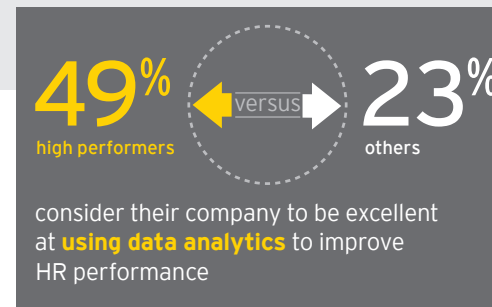 49% versus 23%
high performers others
consider their company to be excellent
at using data analytics to improve
HR performance